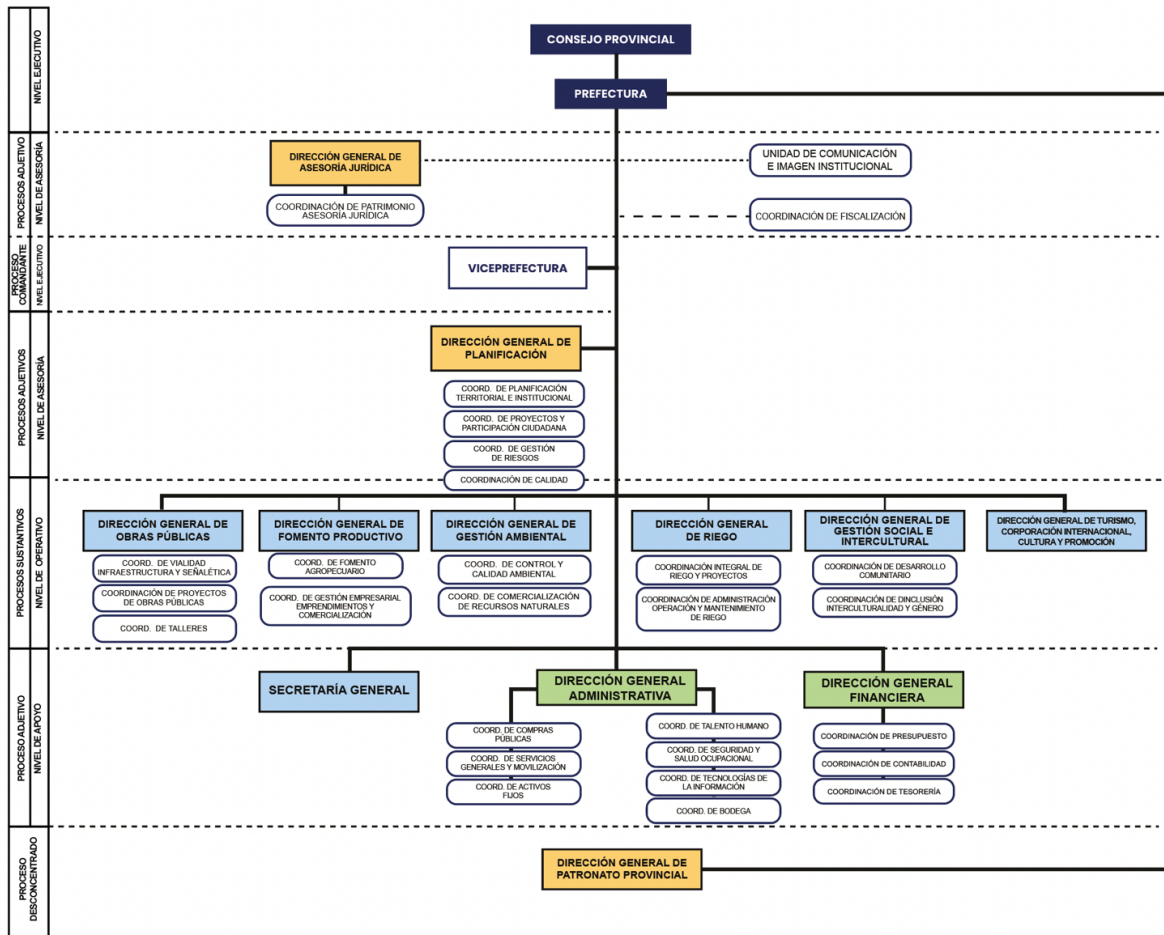 NIVEL EJECUTIVO
CONSEJO PROVINCIAL
PREFECTURA
PROCESOS ADJETIVO
NIVEL DE ASESORÍA
DIRECCIÓN GENERAL DE
ASESORÍA JURÍDICA
COORDINACIÓN DE PATRIMONIO
ASESORÍA JURÍDICA
UNIDAD DE COMUNICACIÓN
E IMAGEN INSTITUCIONAL
COORDINACIÓN DE FISCALIZACIÓN
PROCESO
COMANDANTE
NIVEL EJECUTIVO
VICEPREFECTURA
PROCESOS ADJETIVOS
NIVEL DE ASESORÍA
DIRECCIÓN GENERAL DE
PLANIFICACIÓN
COORD. DE PLANIFICACIÓN
TERRITORIAL E INSTITUCIONAL
COORD. DE PROYECTOS Y
PARTICIPACIÓN CIUDADANA
COORD. DE GESTIÓN
DE RIESGOS
COORDINACIÓN DE CALIDAD
PROCESOS SUSTANTIVOS
NIVEL DE OPERATIVO
DIRECCIÓN GENERAL DE
OBRAS PÚBLICAS
COORD. DE VIALIDAD
INFRAESTRUCTURA Y SEÑALÉTICA
COORDINACIÓN DE PROYECTOS
DE OBRAS PÚBLICAS
COORD. DE TALLERES
DIRECCIÓN GENERAL DE
FOMENTO PRODUCTIVO
COORD. DE FOMENTO
AGROPECUARIO
COORD. DE GESTIÓN EMPRESARIAL
EMPRENDIMIENTOS Y
COMERCIALIZACIÓN
DIRECCIÓN GENERAL DE
GESTIÓN AMBIENTAL
COORD. DE CONTROL Y
CALIDAD AMBIENTAL
COORD. DE COMERCIALIZACIÓN
DE RECURSOS NATURALES
DIRECCIÓN GENERAL
DE RIEGO
COORDINACIÓN INTEGRAL DE
RIEGO Y PROYECTOS
COORDINACIÓN DE ADMINISTRACIÓN
OPERACIÓN Y MANTENIMIENTO
DE RIEGO
DIRECCIÓN GENERAL DE
GESTIÓN SOCIAL E
INTERCULTURAL
COORDINACIÓN DE DESARROLLO
COMUNITARIO
COORDINACIÓN DE DINCLUSIÓN
INTERCULTURALIDAD Y GÉNERO
DIRECCIÓN GENERAL DE TURISMO,
CORPORACIÓN INTERNACIONAL,
CULTURA Y PROMOCIÓN
PROCESO ADJETIVO
NIVEL DE APOYO
SECRETARÍA GENERAL
DIRECCIÓN GENERAL
ADMINISTRATIVA
COORD. DE COMPRAS
PÚBLICAS
COORD. DE SERVICIOS
GENERALES Y MOVILIZACIÓN
COORD. DE ACTIVOS
FIJOS
COORD. DE TALENTO HUMANO
COORD. DE SEGURIDAD Y
SALUD OCUPACIONAL
COORD. DE TECNOLOGÍAS DE
LA INFORMACIÓN
COORD. DE BODEGA
DIRECCIÓN GENERAL
FINANCIERA
COORDINACIÓN DE PRESUPUESTO
COORDINACIÓN DE CONTABILIDAD
COORDINACIÓN DE TESORERÍA
PROCESO
DESCONCENTRADO
DIRECCIÓN GENERAL DE
PATRONATO PROVINCIAL